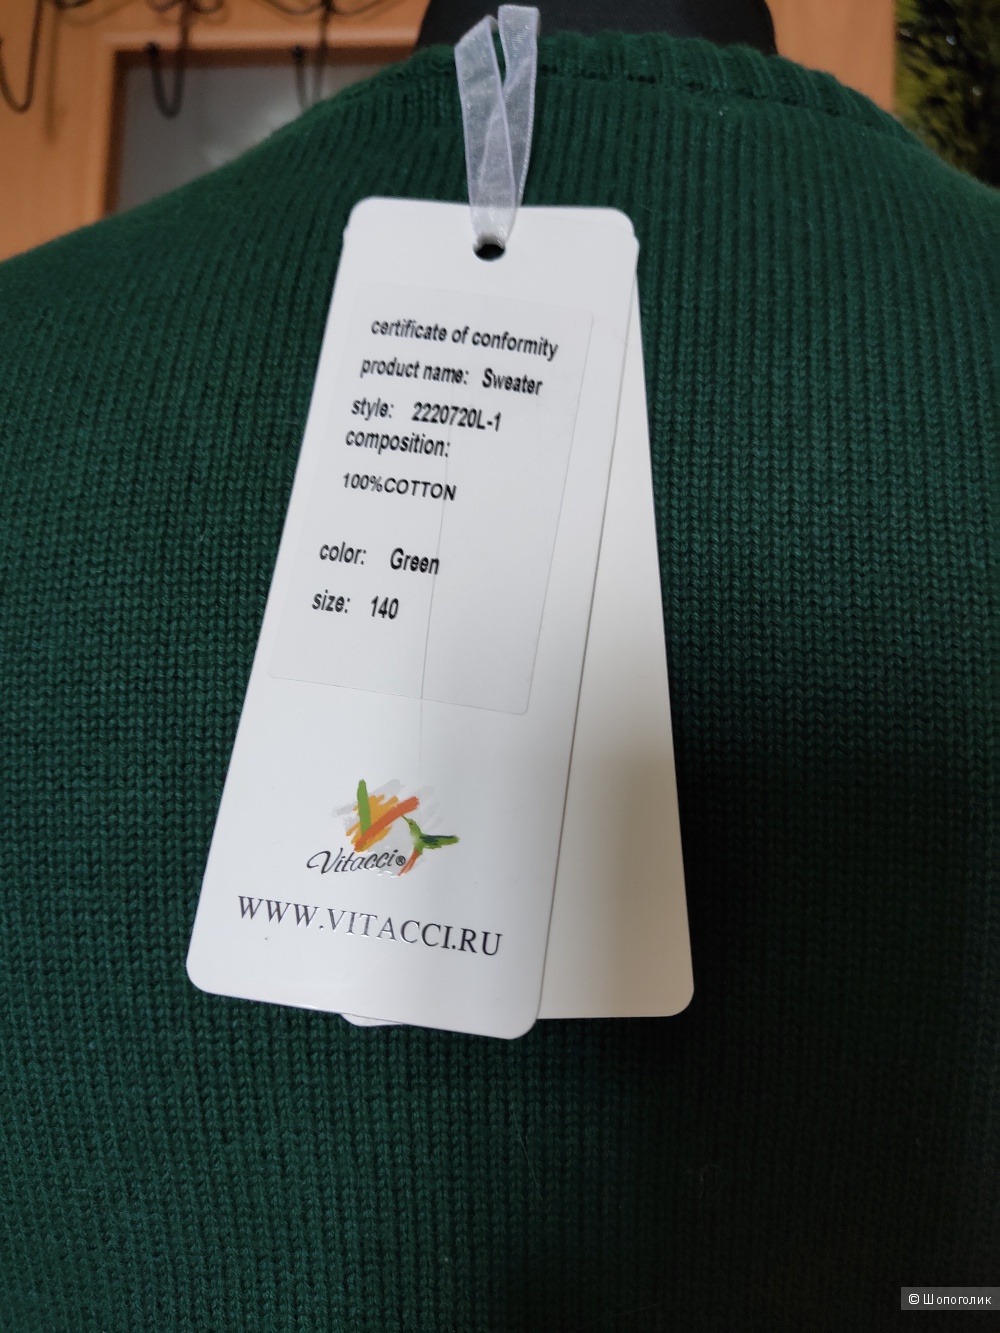 certificate of conformity
product name: Sweater
style: 2220720L-1
composition:
100%COTTON
color: Green
size: 140
Vitacci®
WWW.VITACCI.RU
© Шопоголик